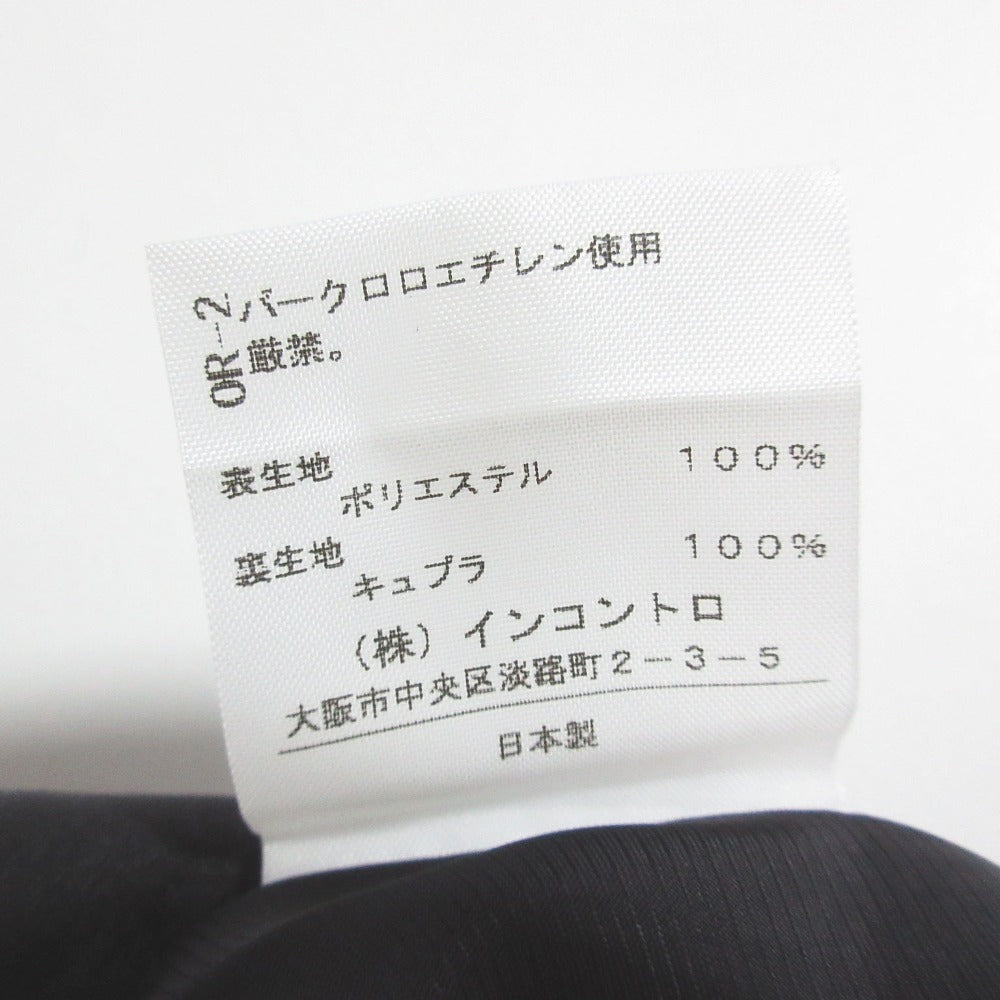 OR-2
パークロロエチレン使用
厳禁。
表生地
ポリエステル 100%
裏生地
キュプラ 100%
(株)インコントロ
大阪市中央区淡路町2-3-5
日本製